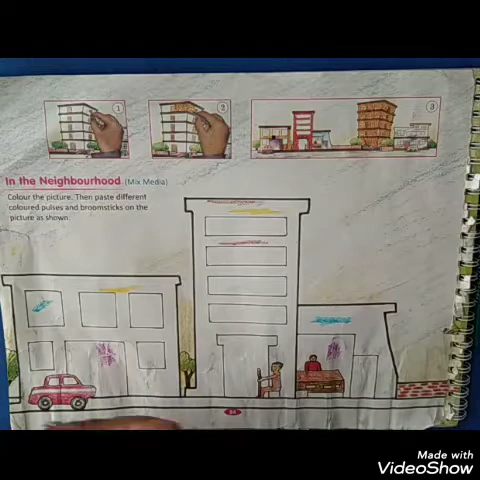 1
2
3
In the Neighbourhood (Mix Media)
Colour the picture. Then paste different
coloured pulses and broomsticks on the
picture as shown.
Made with
VideoShow